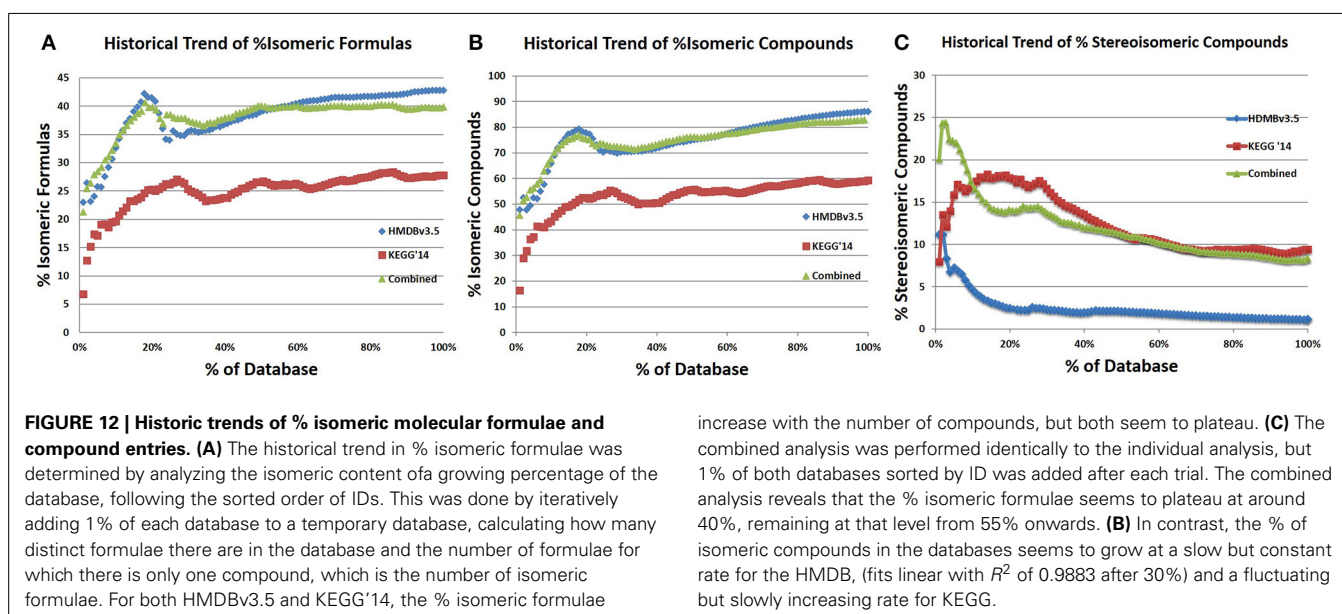 A
Historical Trend of %Isomeric Formulas
45
40
35
30
25
20
15
10
5
0
% Isomeric Formulas
HMDBv3.5
KEGG'14
Combined
0% 20% 40% 60% 80% 100%
% of Database
B
Historical Trend of %Isomeric Compounds
100
90
80
70
60
50
40
30
20
10
0
% Isomeric Compounds
HMDBv3.5
KEGG'14
Combined
0% 20% 40% 60% 80% 100%
% of Database
C
Historical Trend of % Stereoisomeric Compounds
30
25
20
15
10
5
0
% Stereoisomeric Compounds
HDMBv3.5
KEGG '14
Combined
0% 20% 40% 60% 80% 100%
% of Database
FIGURE 12 | Historic trends of % isomeric molecular formulae and
compound entries. (A) The historical trend in % isomeric formulae was
determined by analyzing the isomeric content ofa growing percentage of the
database, following the sorted order of IDs. This was done by iteratively
adding 1% of each database to a temporary database, calculating how many
distinct formulae there are in the database and the number of formulae for
which there is only one compound, which is the number of isomeric
formulae. For both HMDBv3.5 and KEGG'14, the % isomeric formulae
increase with the number of compounds, but both seem to plateau. (C) The
combined analysis was performed identically to the individual analysis, but
1% of both databases sorted by ID was added after each trial. The combined
analysis reveals that the % isomeric formulae seems to plateau at around
40%, remaining at that level from 55% onwards. (B) In contrast, the % of
isomeric compounds in the databases seems to grow at a slow but constant
rate for the HMDB, (fits linear with R² of 0.9883 after 30%) and a fluctuating
but slowly increasing rate for KEGG.